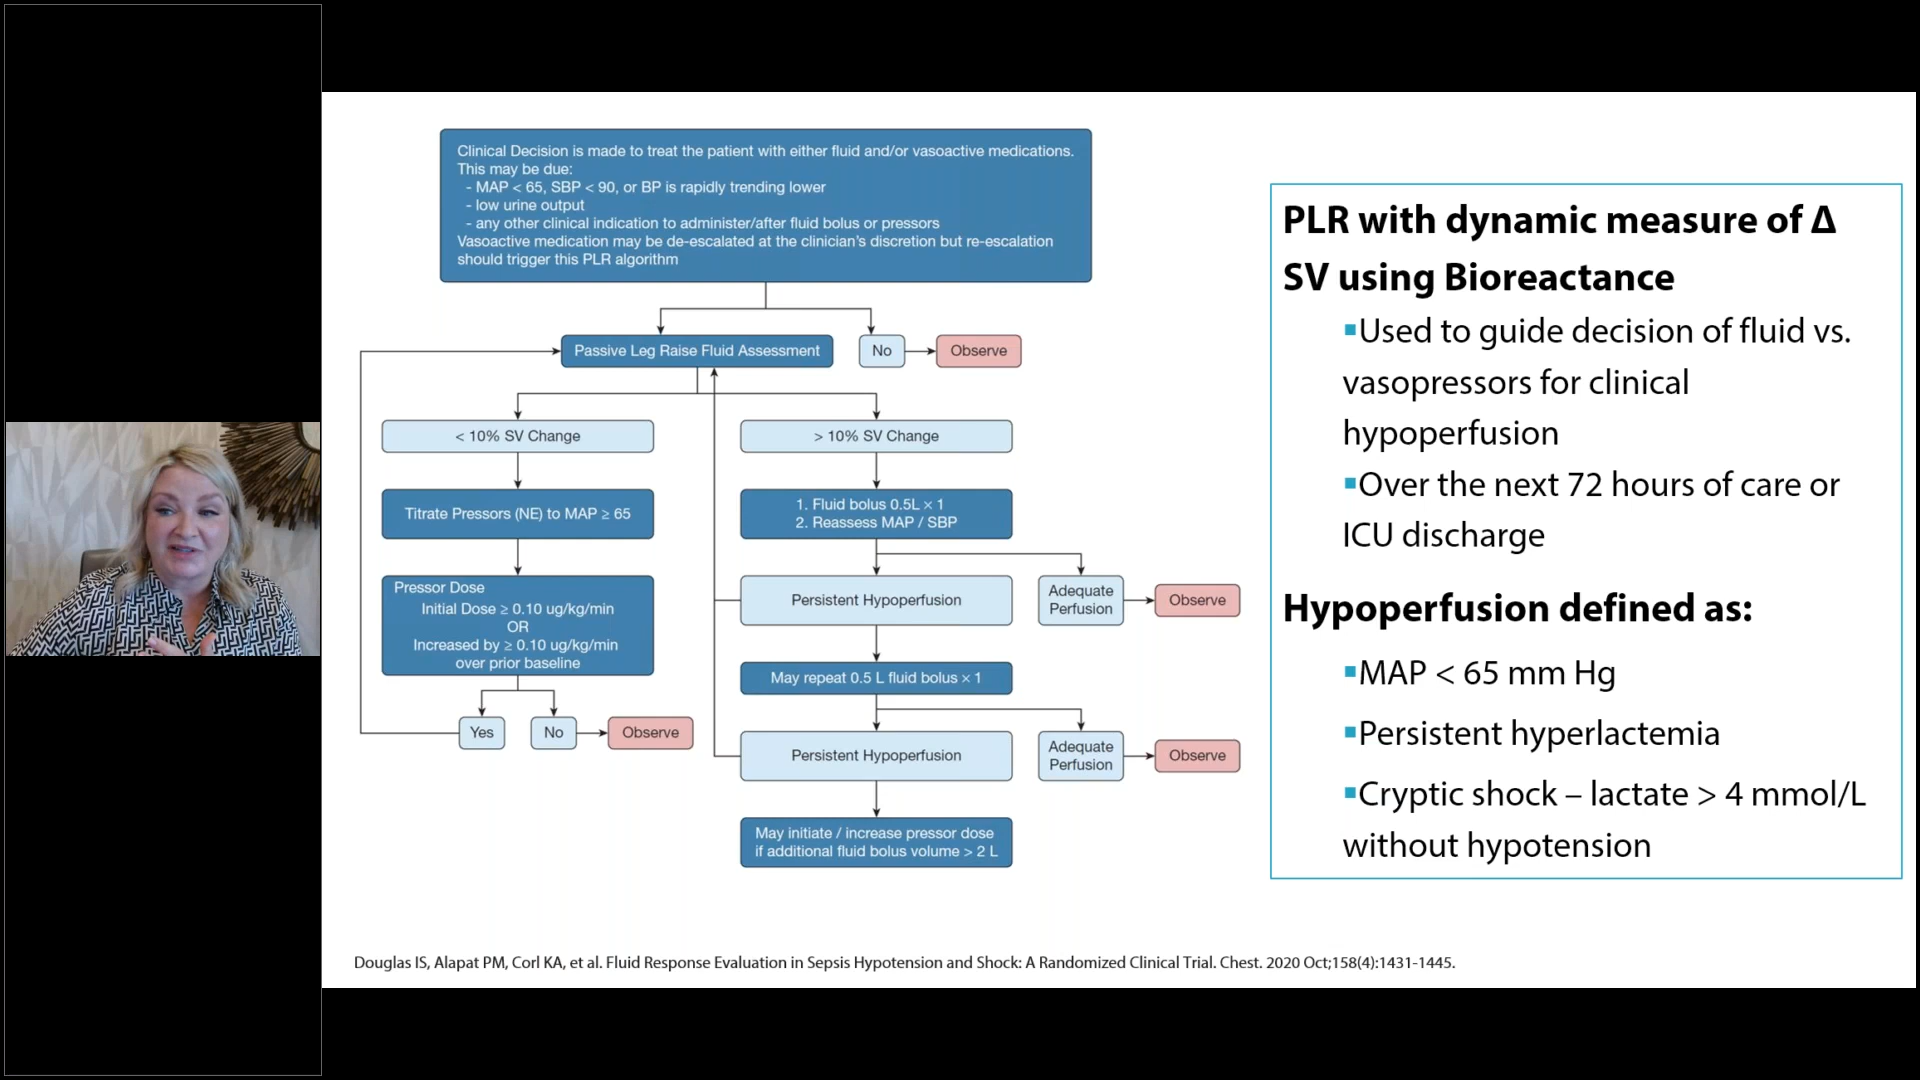 Clinical Decision is made to treat the patient with either fluid and/or vasoactive medications.
This may be due:
- MAP < 65, SBP < 90, or BP is rapidly trending lower
- low urine output
- any other clinical indication to administer/after fluid bolus or pressors
Vasoactive medication may be de-escalated at the clinician's discretion but re-escalation
should trigger this PLR algorithm
Passive Leg Raise Fluid Assessment
No
Observe
< 10% SV Change
> 10% SV Change
Titrate Pressors (NE) to MAP ≥ 65
1. Fluid bolus 0.5L × 1
2. Reassess MAP / SBP
Pressor Dose
Initial Dose ≥ 0.10 ug/kg/min
OR
Increased by ≥ 0.10 ug/kg/min
over prior baseline
Persistent Hypoperfusion
Adequate
Perfusion
Observe
May repeat 0.5 L fluid bolus × 1
Yes
No
Observe
Persistent Hypoperfusion
Adequate
Perfusion
Observe
May initiate / increase pressor dose
if additional fluid bolus volume > 2 L
PLR with dynamic measure of Δ
SV using Bioreactance
▪Used to guide decision of fluid vs.
vasopressors for clinical
hypoperfusion
▪Over the next 72 hours of care or
ICU discharge
Hypoperfusion defined as:
▪MAP < 65 mm Hg
▪Persistent hyperlactemia
▪Cryptic shock – lactate > 4 mmol/L
without hypotension
Douglas IS, Alapat PM, Corl KA, et al. Fluid Response Evaluation in Sepsis Hypotension and Shock: A Randomized Clinical Trial. Chest. 2020 Oct;158(4):1431-1445.